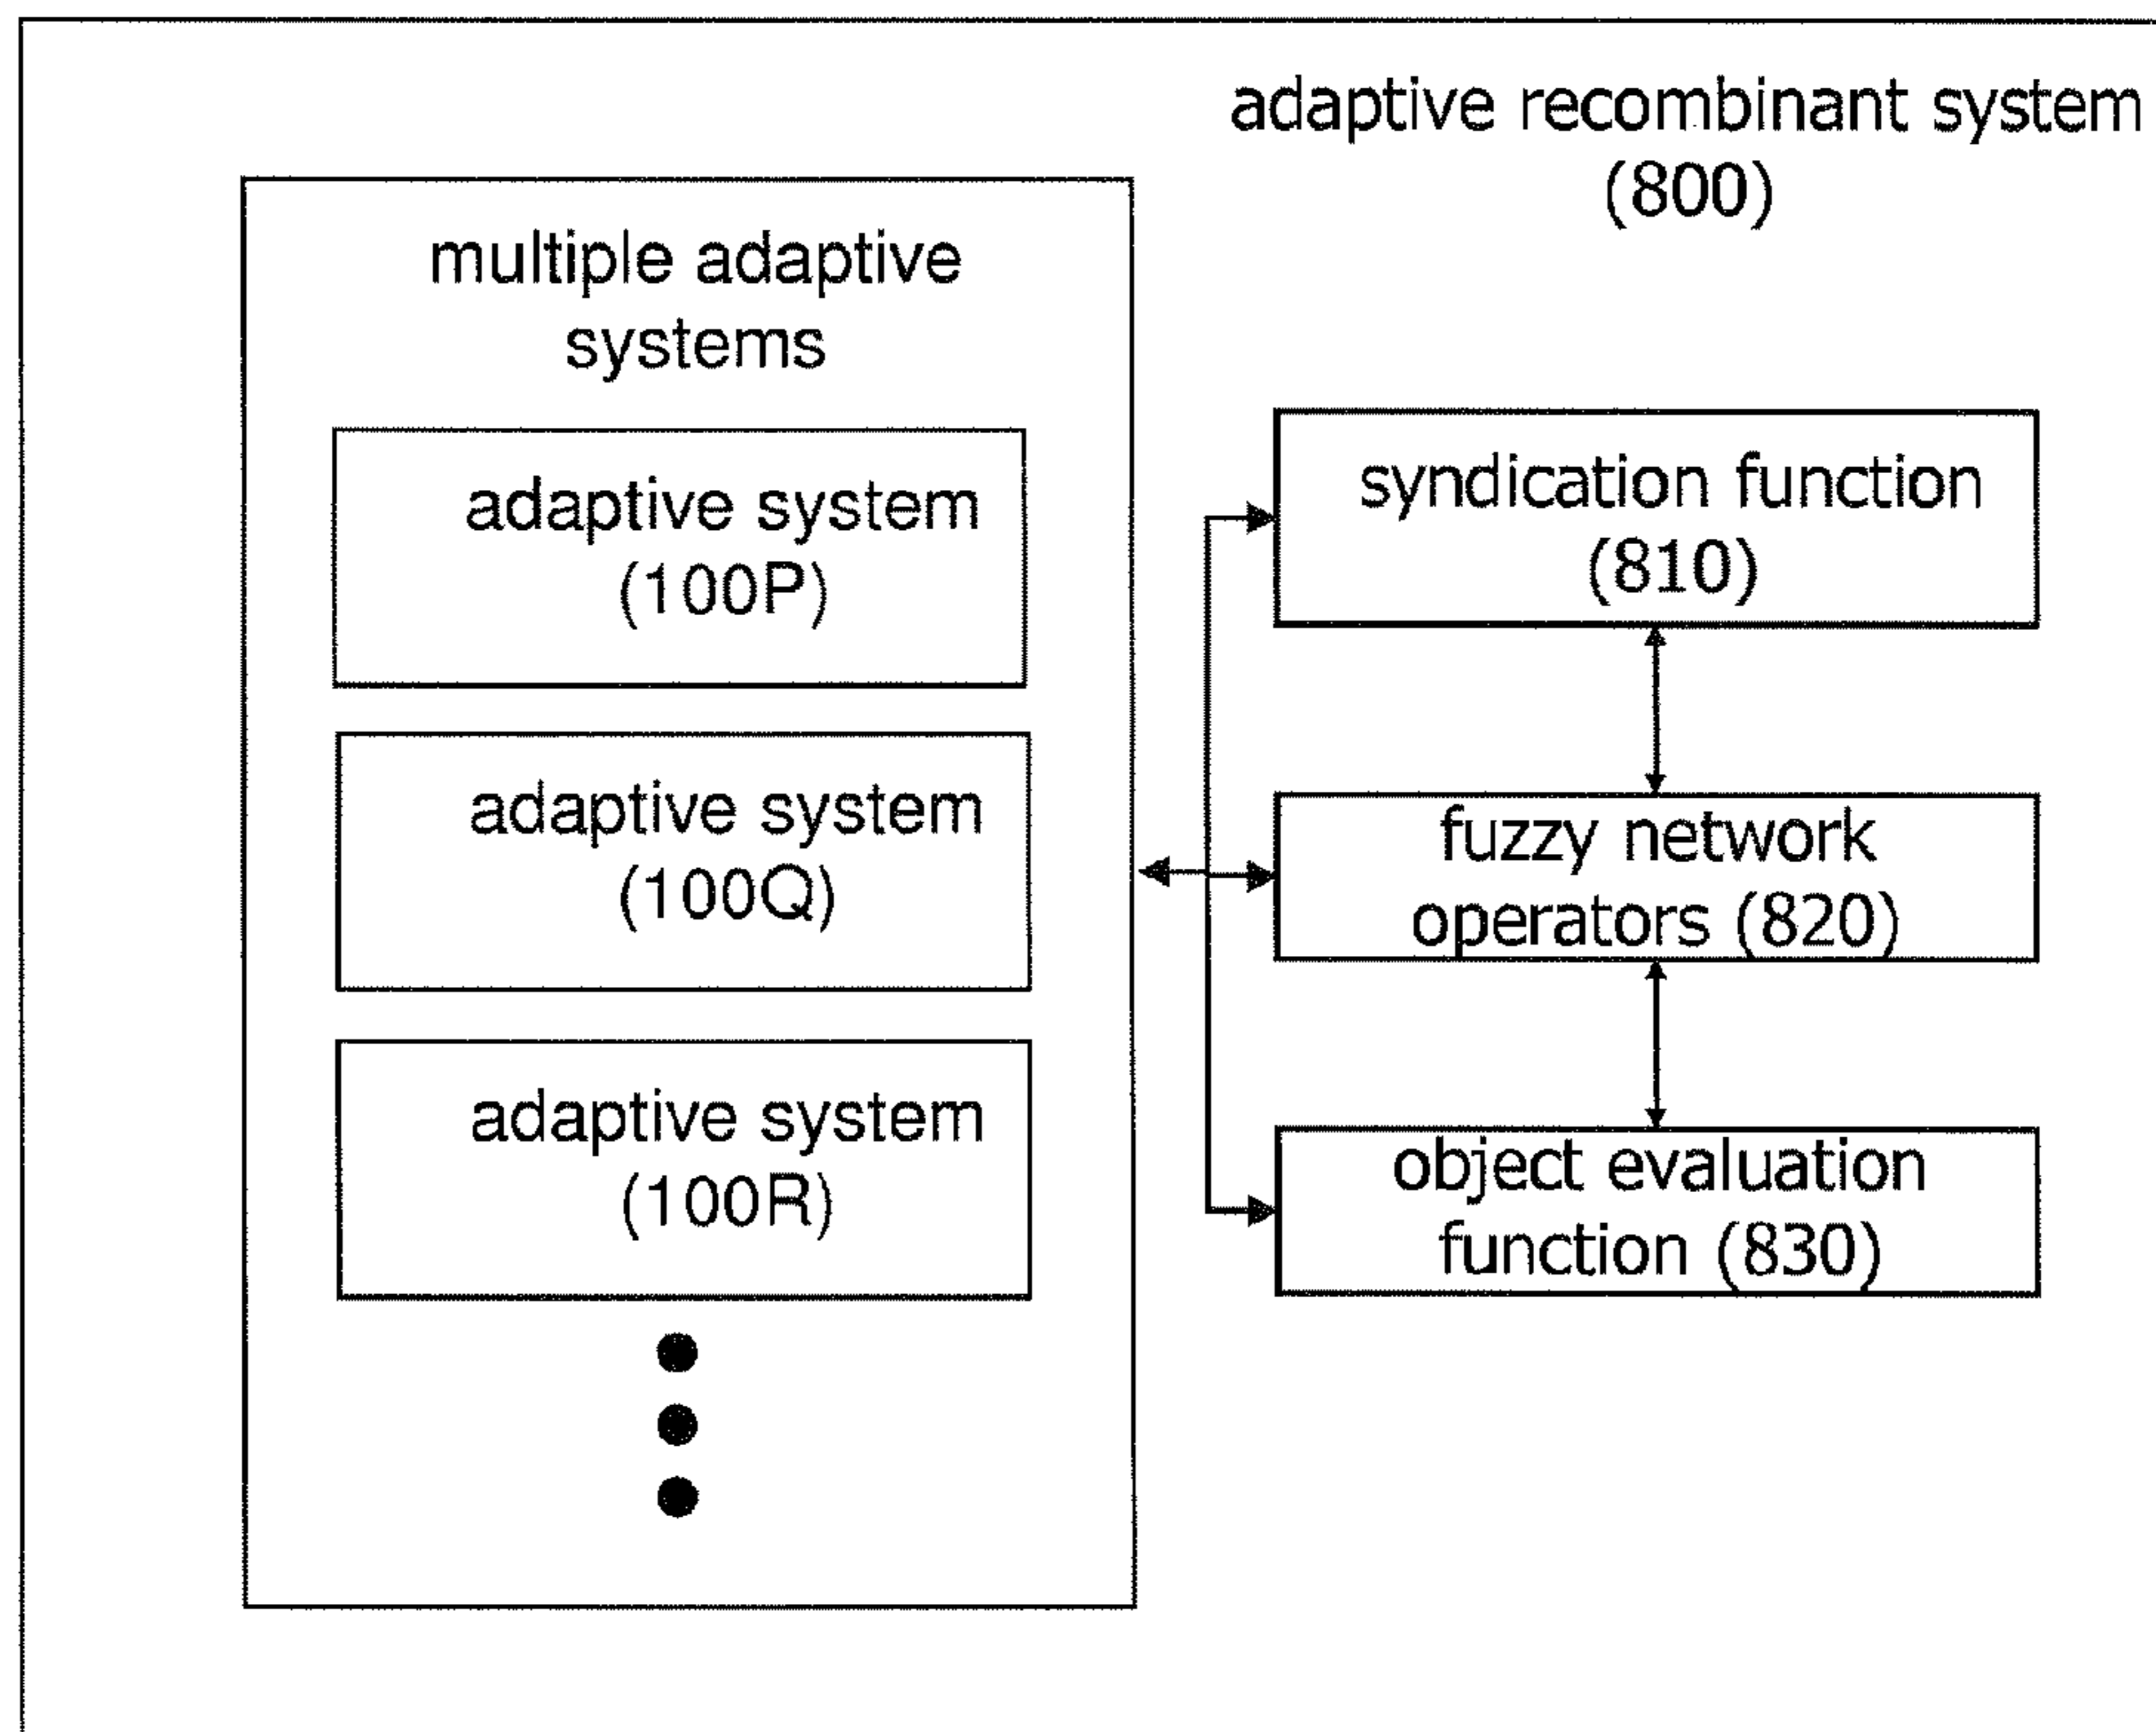 adaptive recombinant system
(800)
multiple adaptive
systems
adaptive system
(100P)
adaptive system
(100Q)
adaptive system
(100R)
syndication function
(810)
fuzzy network
operators (820)
object evaluation
function (830)